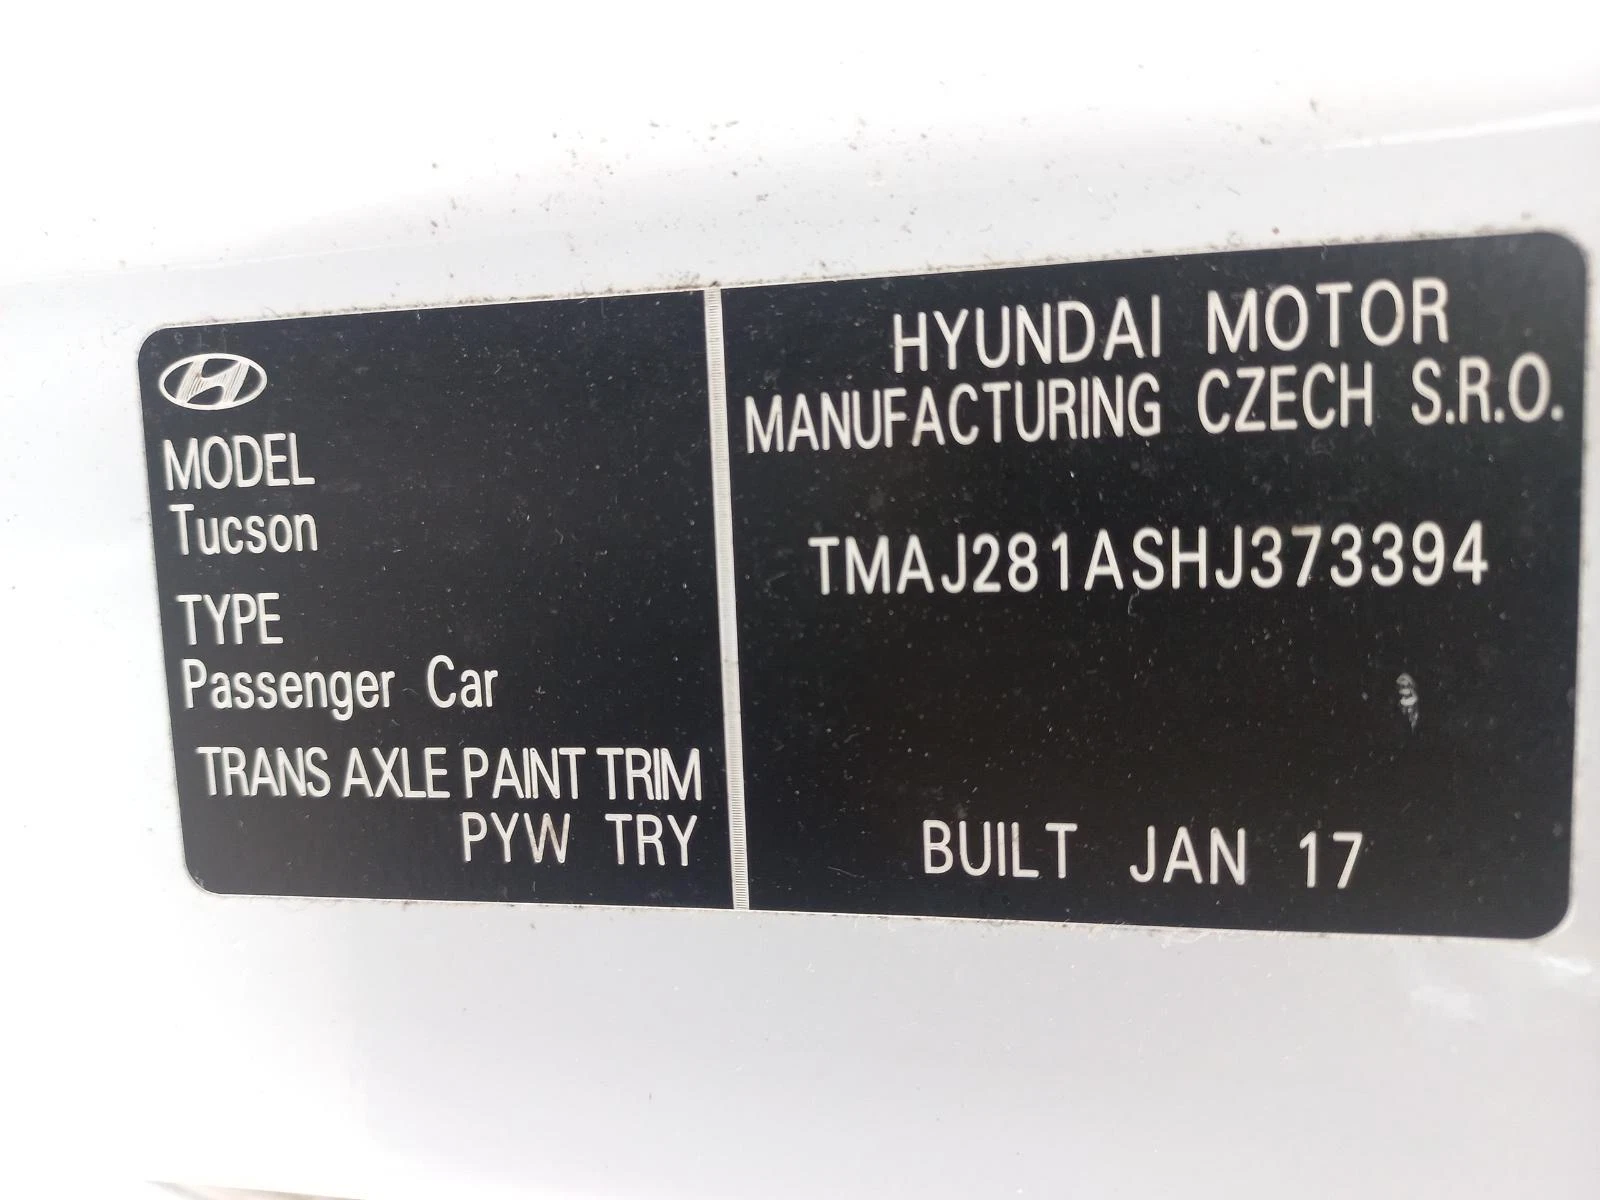 MODEL
Tucson
TYPE
Passenger Car
TRANS AXLE PAINT TRIM
PYW TRY
HYUNDAI MOTOR
MANUFACTURING CZECH S.R.O.
TMAJ281ASHJ373394
BUILT JAN 17